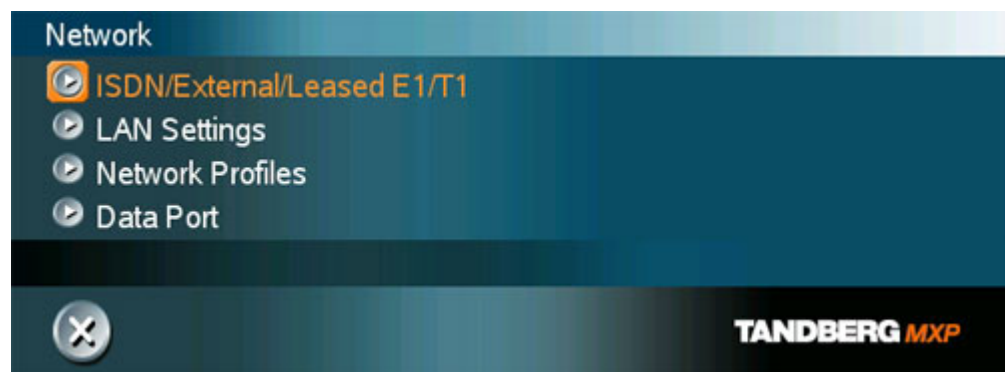 Network
ISDN/External/Leased E1/T1
LAN Settings
Network Profiles
Data Port
TANDBERG MXP